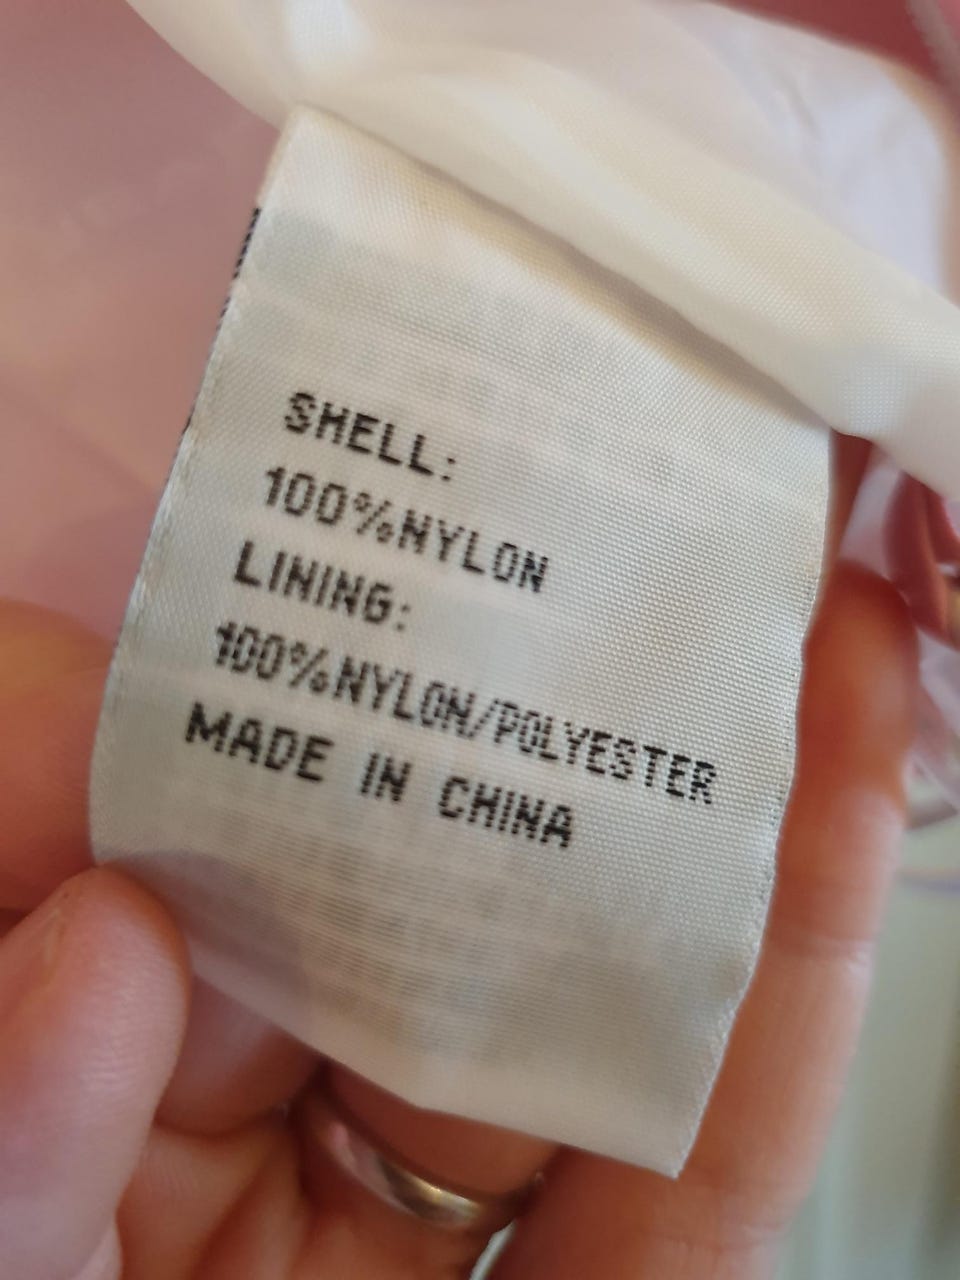 SHELL:
100%NYLON
LINING:
100%NYLON/POLYESTER
MADE IN CHINA